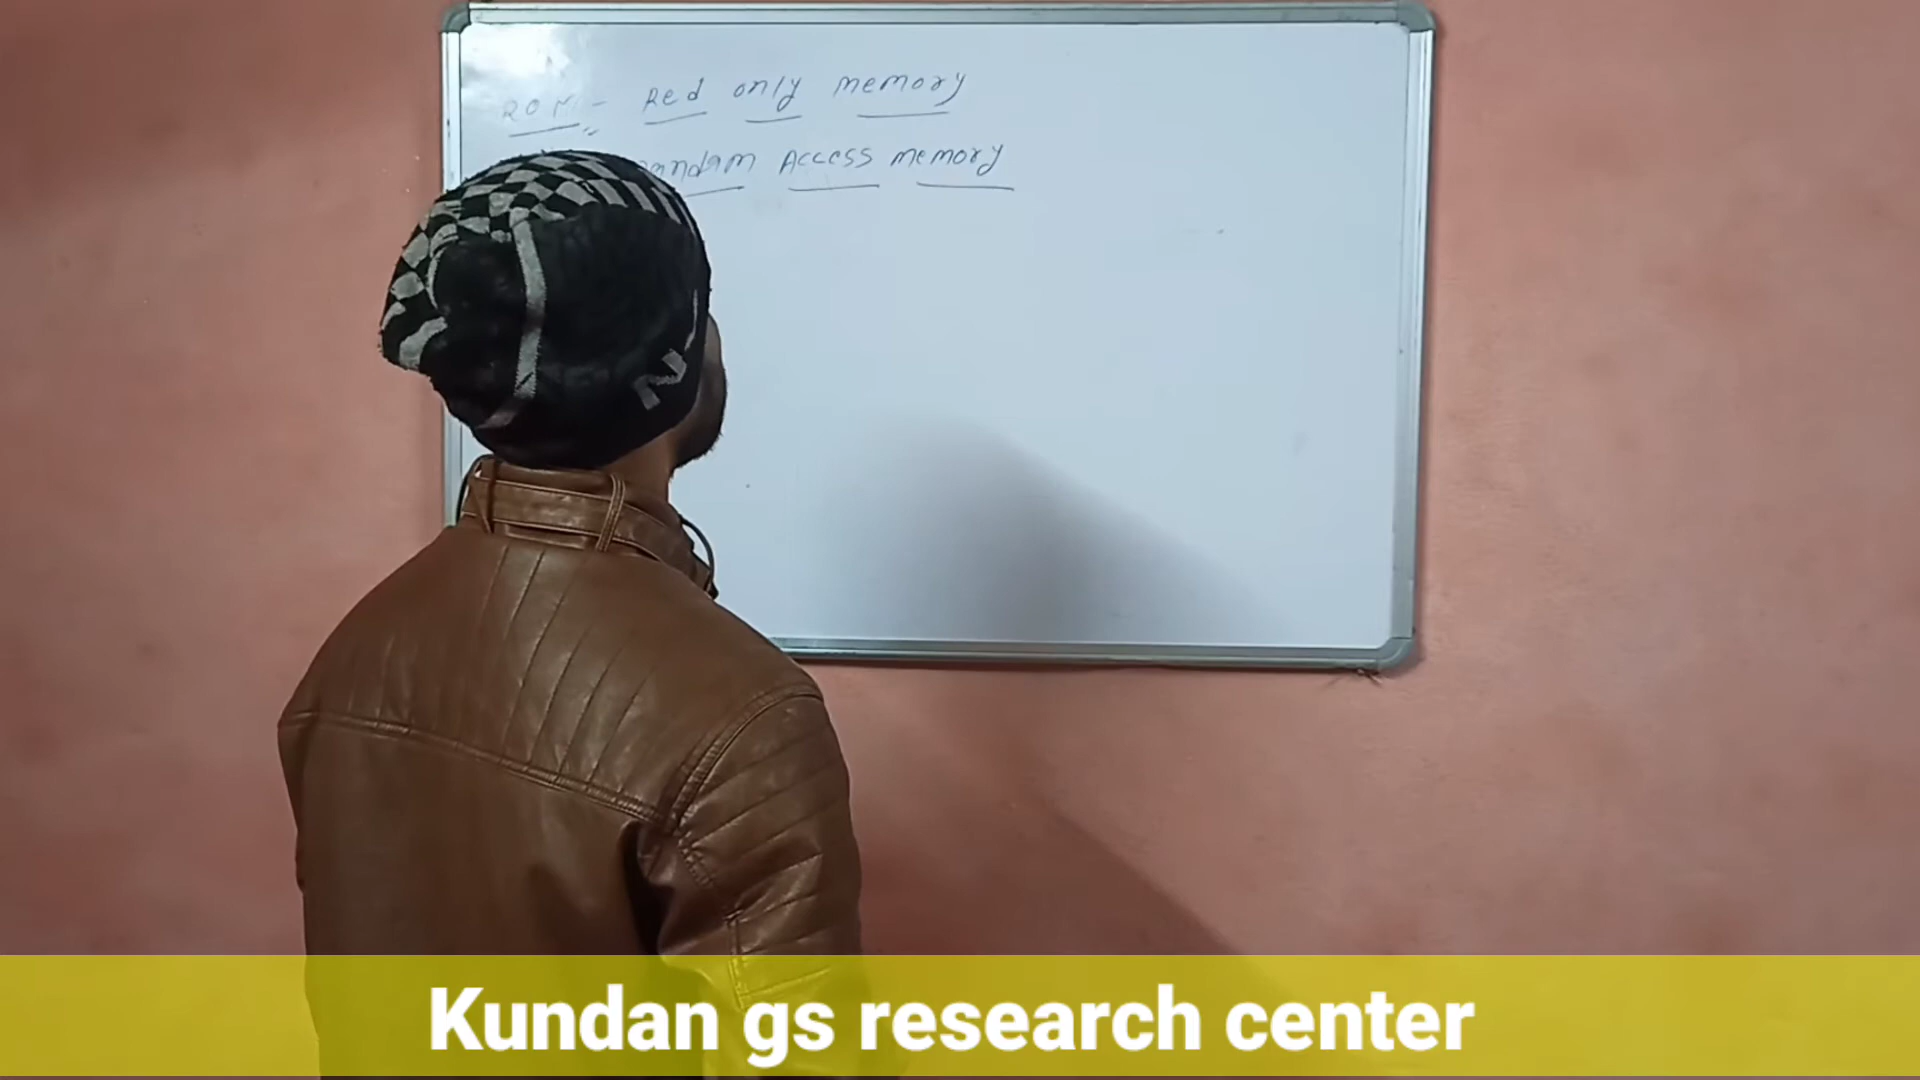 ROM - Red only memory
Access memory
N
Kundan gs research center